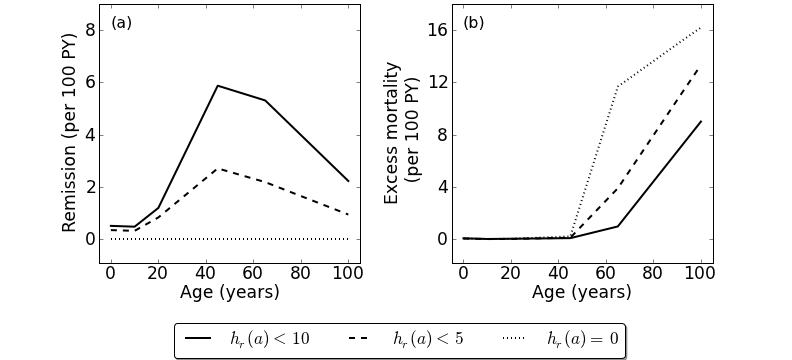 (a)
Remission (per 100 PY)
8
6
4
2
0
0 20 40 60 80 100
Age (years)
(b)
Excess mortality
(per 100 PY)
16
12
8
4
0
0 20 40 60 80 100
Age (years)
h_r(a) < 10 h_r(a) < 5 h_r(a) = 0